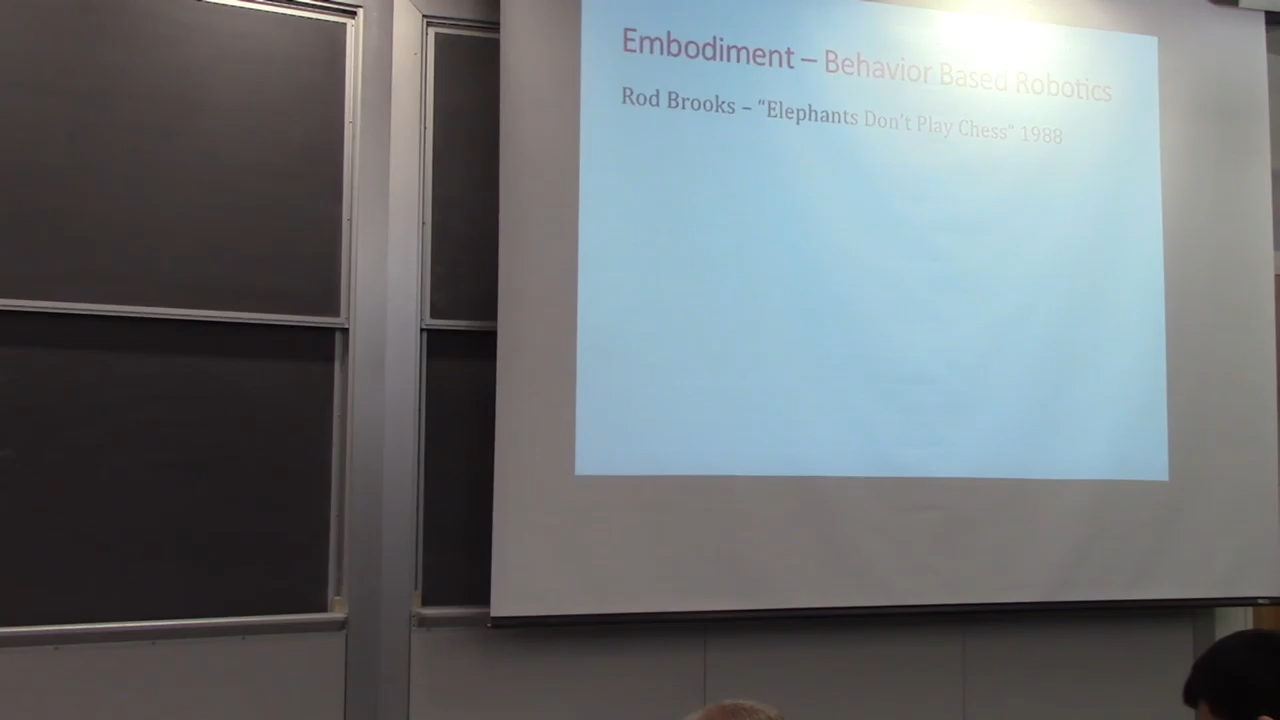 Embodiment – Behavior Based Robotics
Rod Brooks – “Elephants Don't Play Chess” 1988